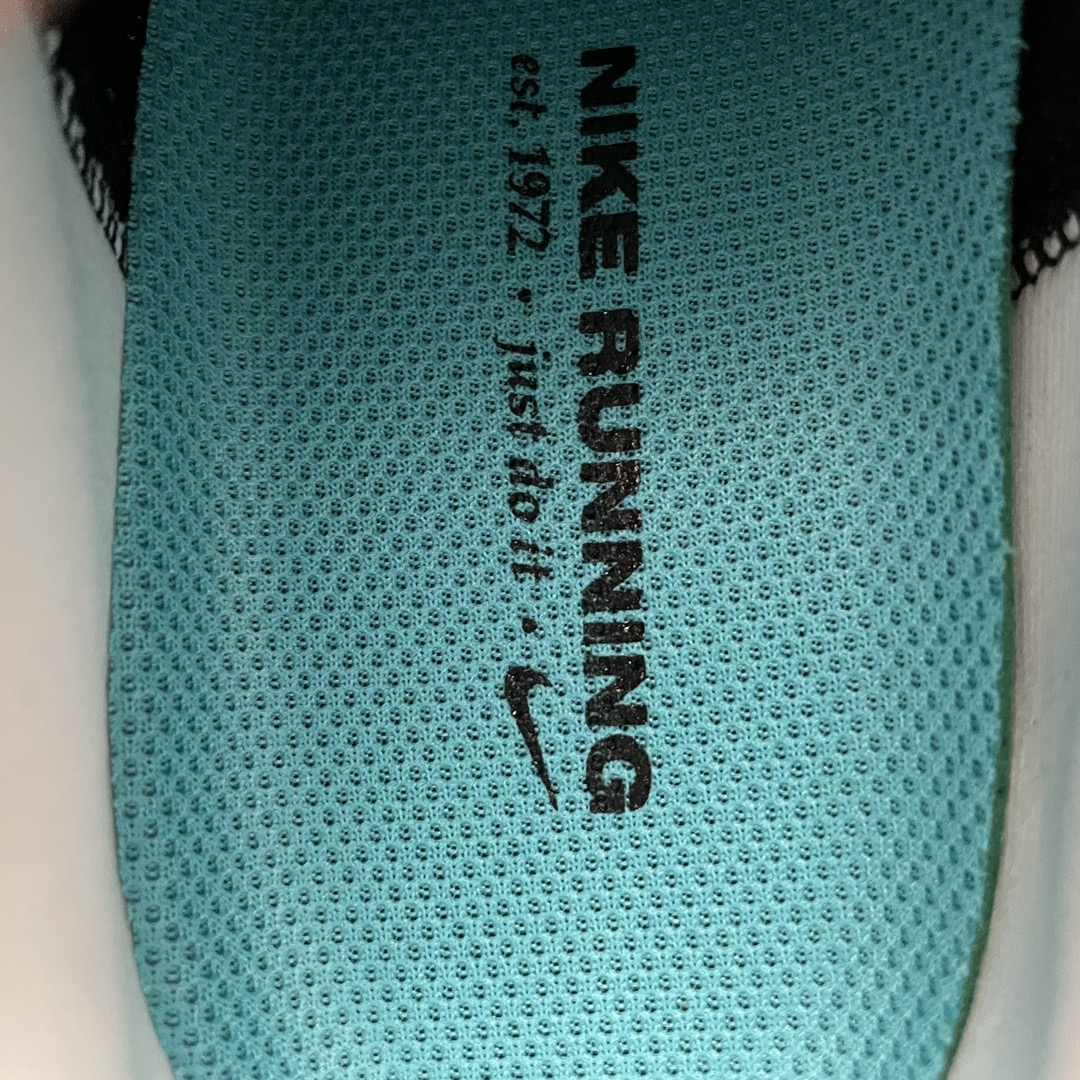 NIKE RUNNING
est. 1972 · just do it ·